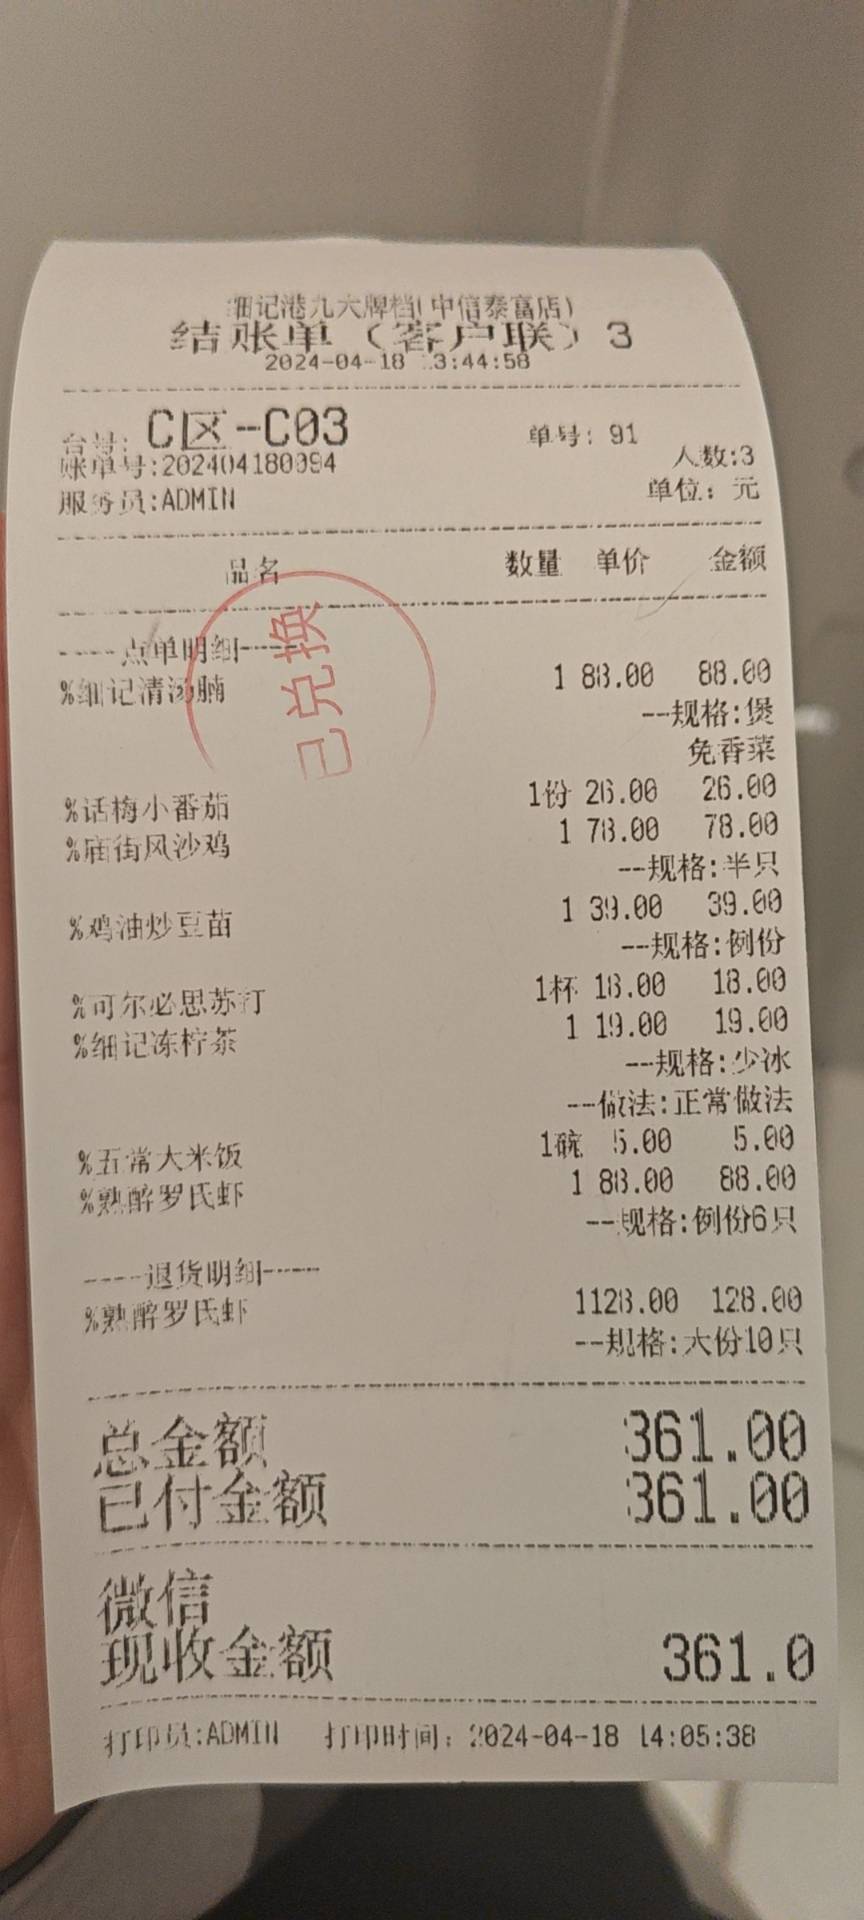 细记港九大牌档(中信泰富店)
结账单（客户联）3
2024-04-18 13:44:58
台号: C区-C03 单号: 91
账单号:202404180094 人数:3
服务员:ADMIN 单位: 元
品名 数量 单价 金额
----点单明细----
%细记清汤腩 1 88.00 88.00
--规格:煲
免香菜
%话梅小番茄 1份 26.00 26.00
%庙街风沙鸡 1 78.00 78.00
--规格:半只
%鸡油炒豆苗 1 39.00 39.00
--规格:例份
%可尔必思苏打 1杯 18.00 18.00
%细记冻柠茶 1 19.00 19.00
--规格:少冰
--做法:正常做法
%五常大米饭 1碗 5.00 5.00
%熟醉罗氏虾 1 88.00 88.00
--规格:例份6只
----退货明细----
%熟醉罗氏虾 1128.00 128.00
--规格:大份10只
总金额 361.00
已付金额 361.00
微信
现收金额 361.0
打印员:ADMIN 打印时间: 2024-04-18 14:05:38
已兑换